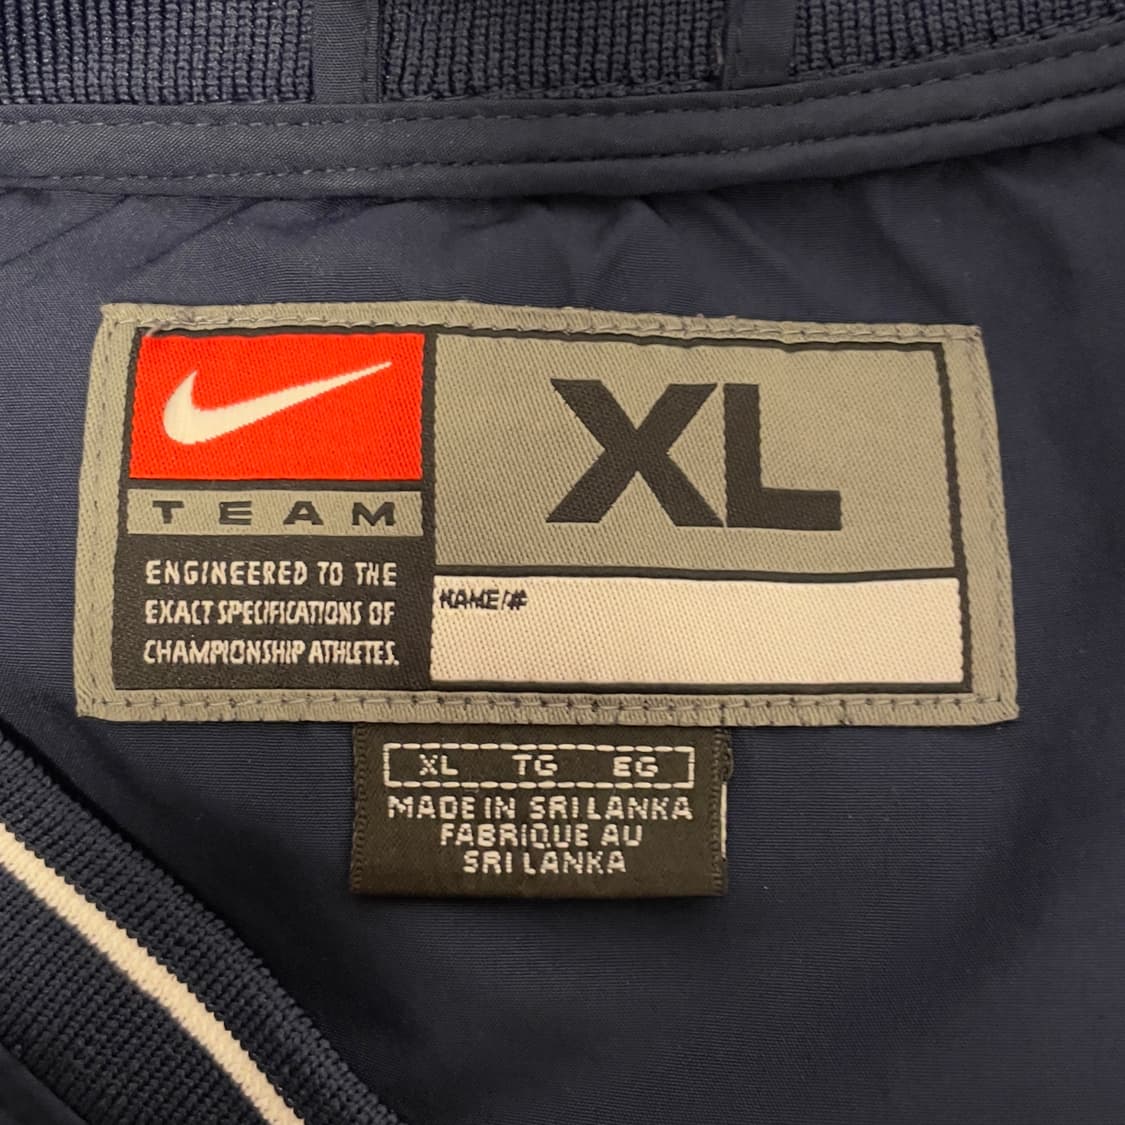 XL
TEAM
ENGINEERED TO THE
EXACT SPECIFICATIONS OF
CHAMPIONSHIP ATHLETES.
NAME/#
XL TG EG
MADE IN SRI LANKA
FABRIQUE AU
SRI LANKA